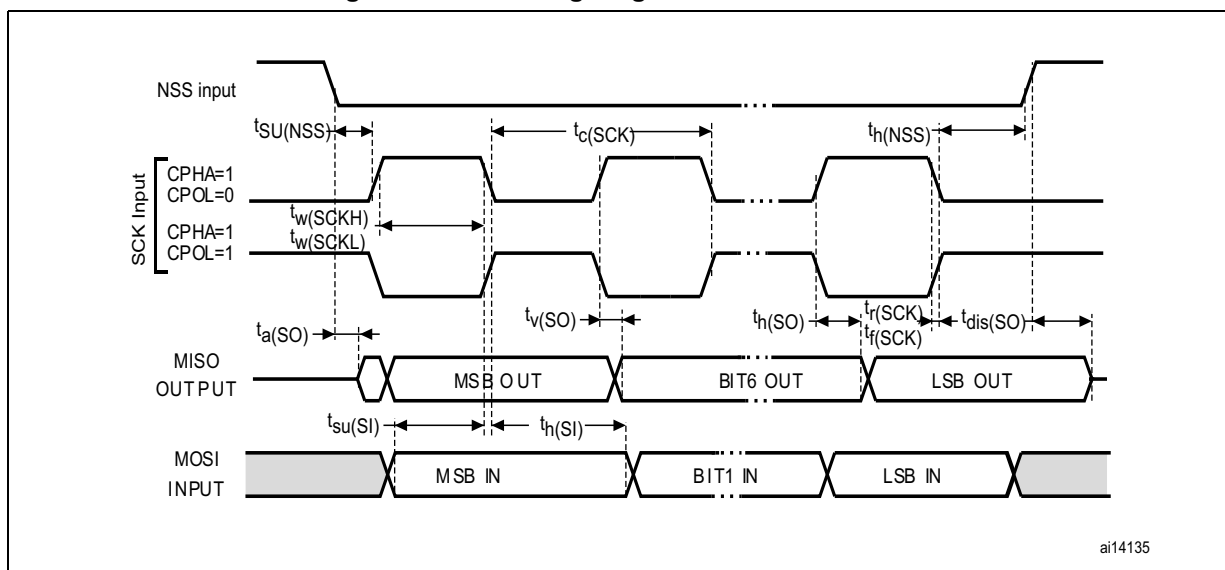 NSS input
tSU(NSS)
tc(SCK)
th(NSS)
SCK Input
CPHA=1
CPOL=0
tw(SCKH)
tw(SCKL)
CPHA=1
CPOL=1
ta(SO)
tv(SO)
th(SO)
tr(SCK)
tf(SCK)
tdis(SO)
MISO
OUTPUT
MSB OUT
BIT6 OUT
LSB OUT
tsu(SI)
th(SI)
MOSI
INPUT
MSB IN
BIT1 IN
LSB IN
ai14135